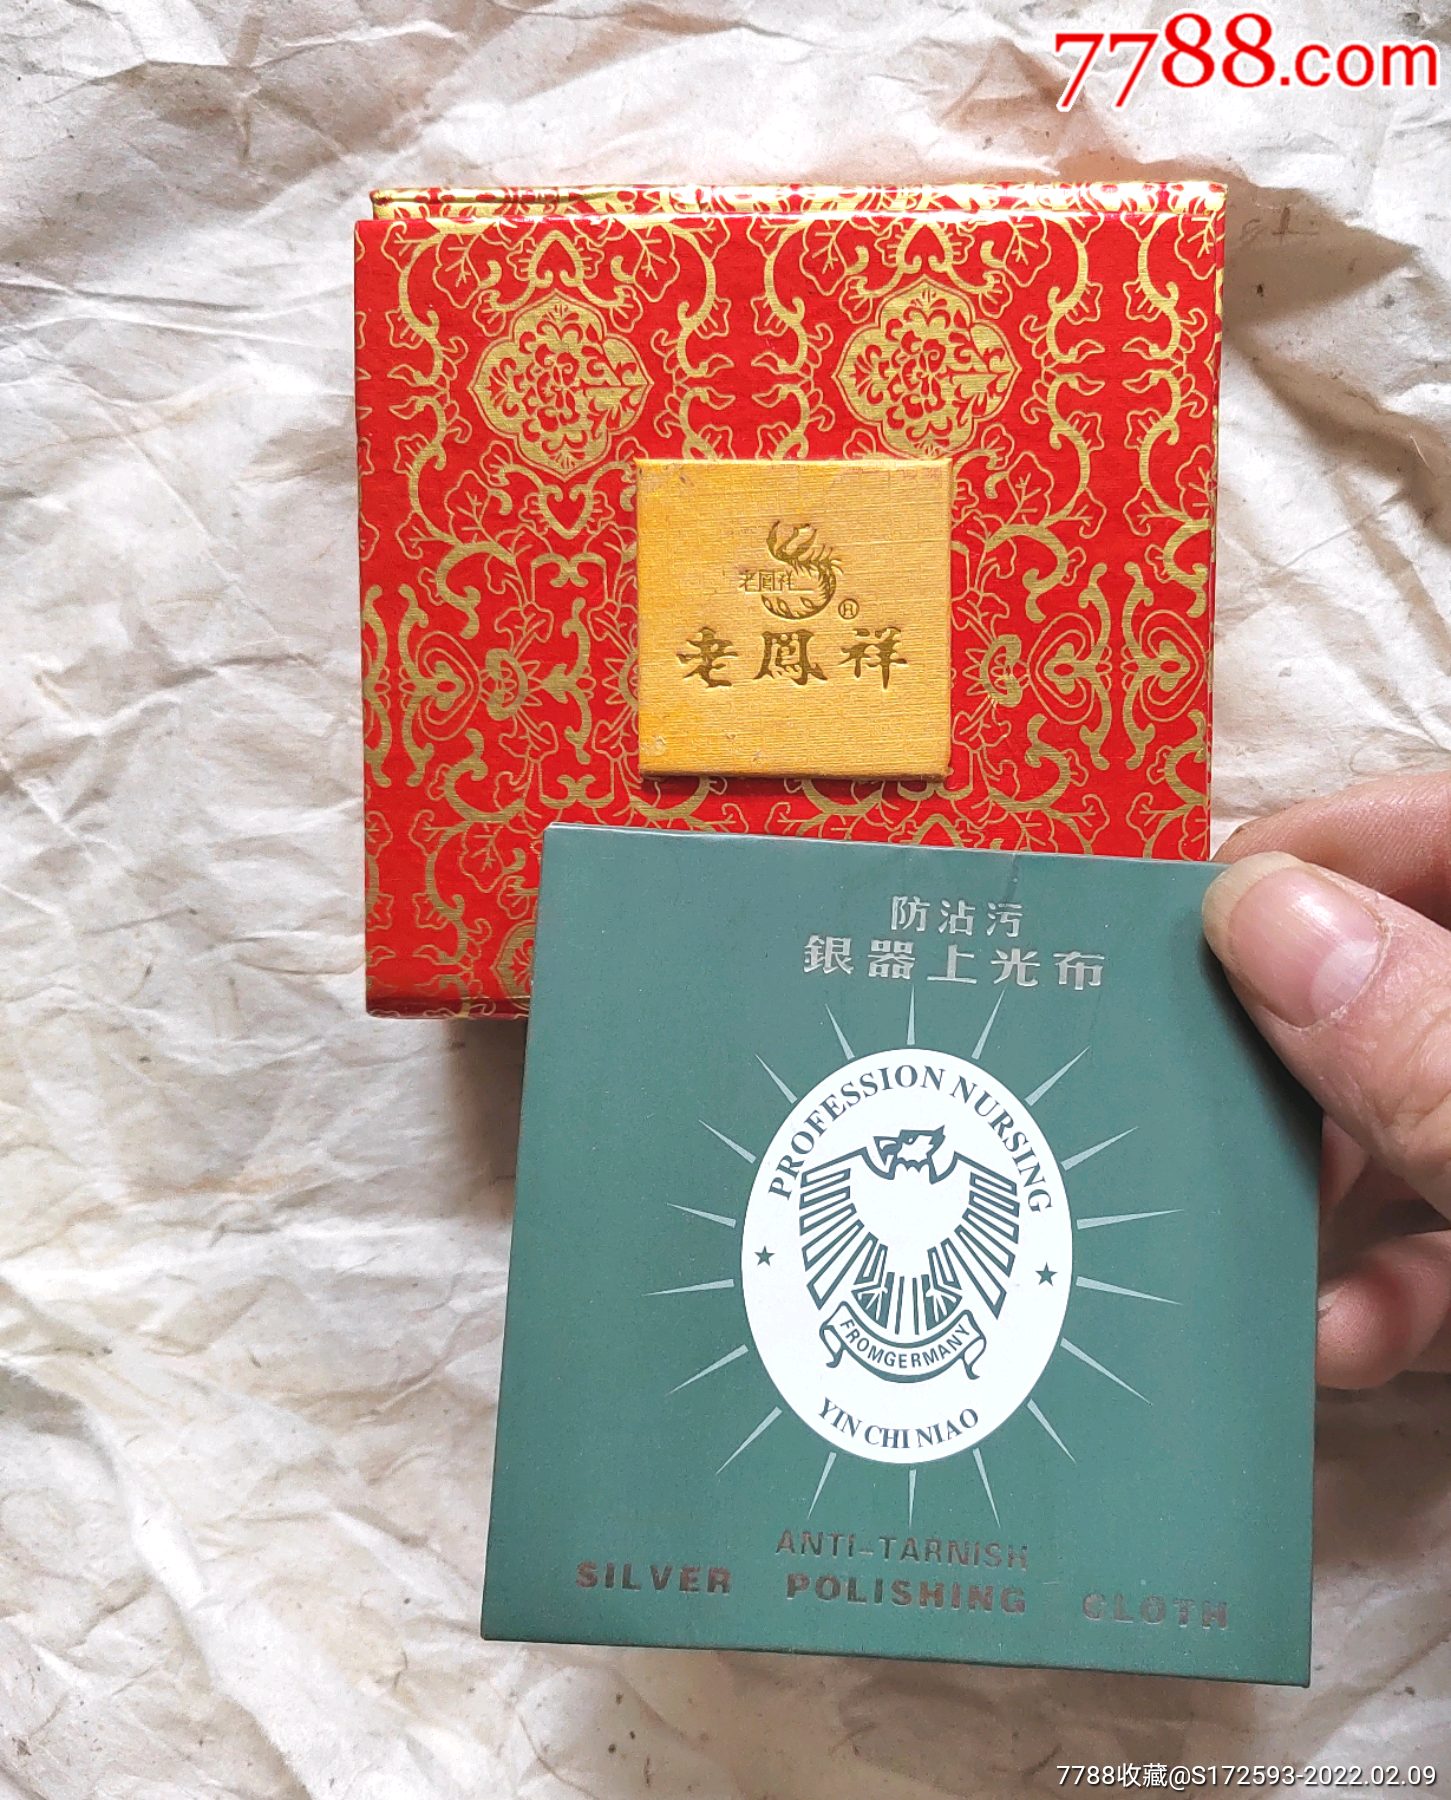 7788.com
老鳳祥
®
老鳳祥
防沾污
銀器上光布
PROFESSION NURSING
FROMGERMANY
YIN CHI NIAO
ANTI-TARNISH
SILVER POLISHING CLOTH
7788收藏@S172593-2022.02.09